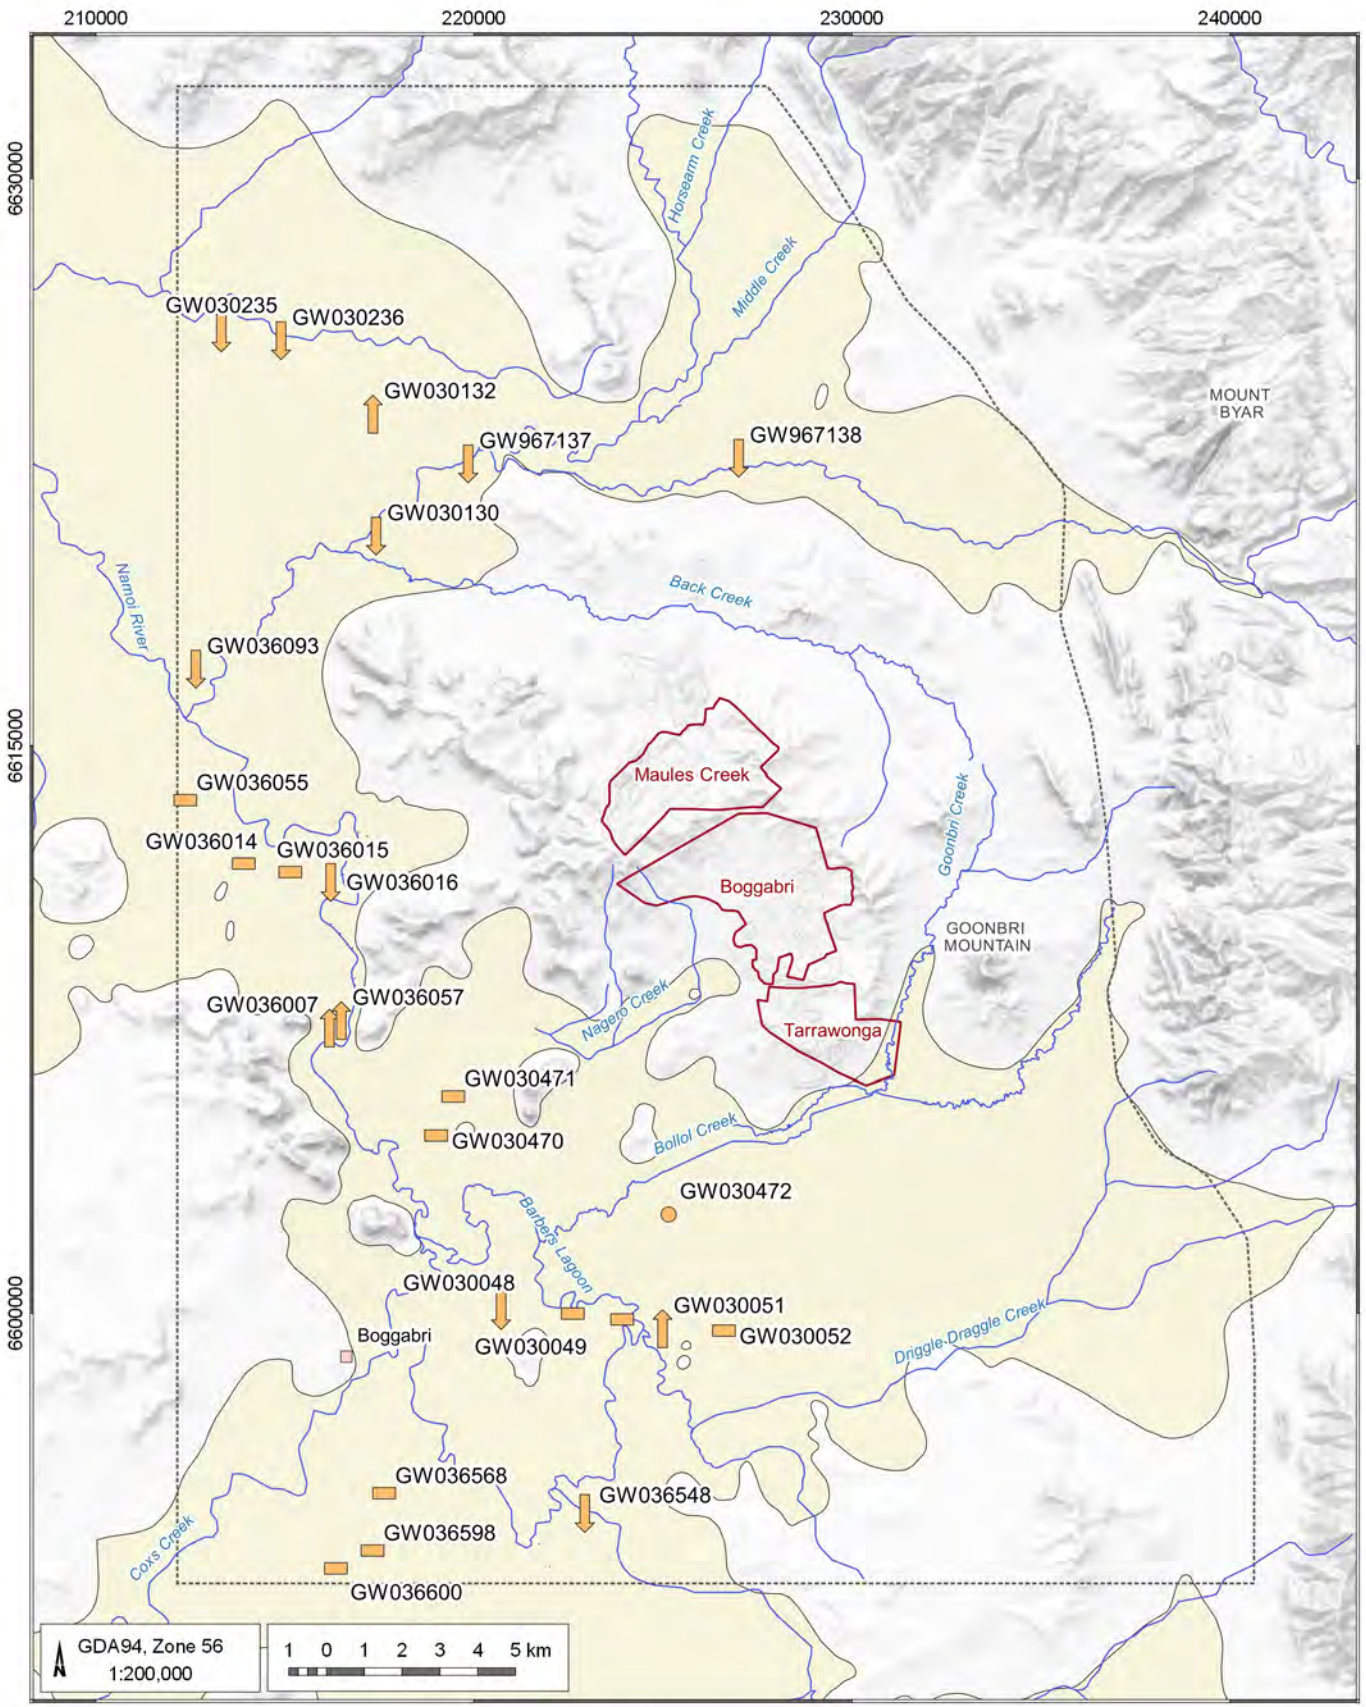 210000
220000
230000
240000
6630000
Horsearm Creek
Middle Creek
GW030235
GW030236
GW030132
MOUNT
BYAR
GW967137
GW967138
GW030130
Namoi River
Back Creek
GW036093
6615000
Maules Creek
GW036055
Goonbri Creek
GW036014
GW036015
GW036016
Boggabri
GOONBRI
MOUNTAIN
GW036007
GW036057
Nagero Creek
Tarrawonga
GW030471
GW030470
Bollol Creek
GW030472
Barbers Lagoon
GW030048
GW030051
6600000
Boggabri
GW030049
GW030052
Driggle Draggle Creek
GW036568
GW036548
GW036598
Coxs Creek
GW036600
N
GDA94, Zone 56
1:200,000
1 0 1 2 3 4 5 km